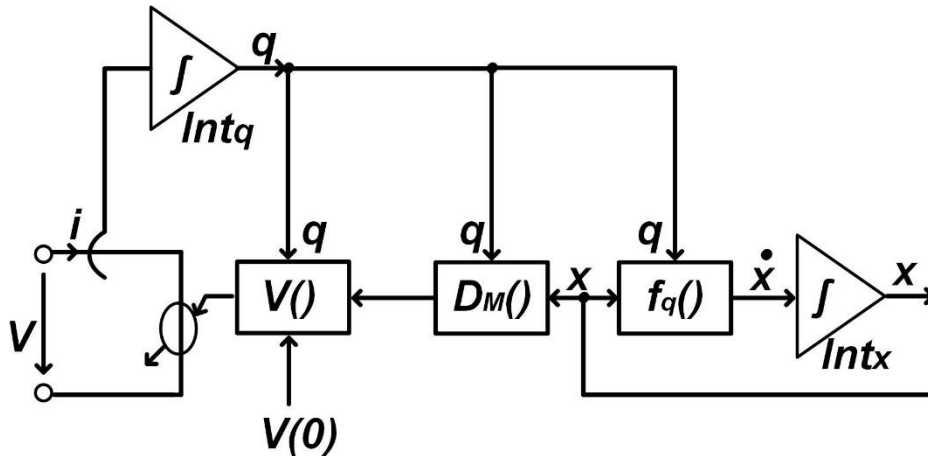 ∫
q
Intq
i
q
q
q
ẋ
x
V
V()
DM()
x
fq()
∫
Intx
V(0)